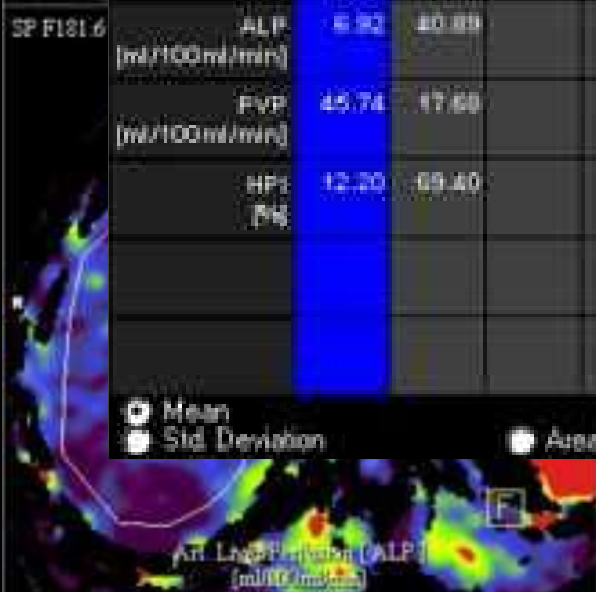 SP F181.6
ALP 6.92 40.89
[ml/100ml/min]
PVP 45.74 17.60
[ml/100ml/min]
HPI 12.20 69.40
[%]
R
Mean
Std. Deviation Area
F
Art. Liver Perfusion (ALP)
[ml/100ml/min]